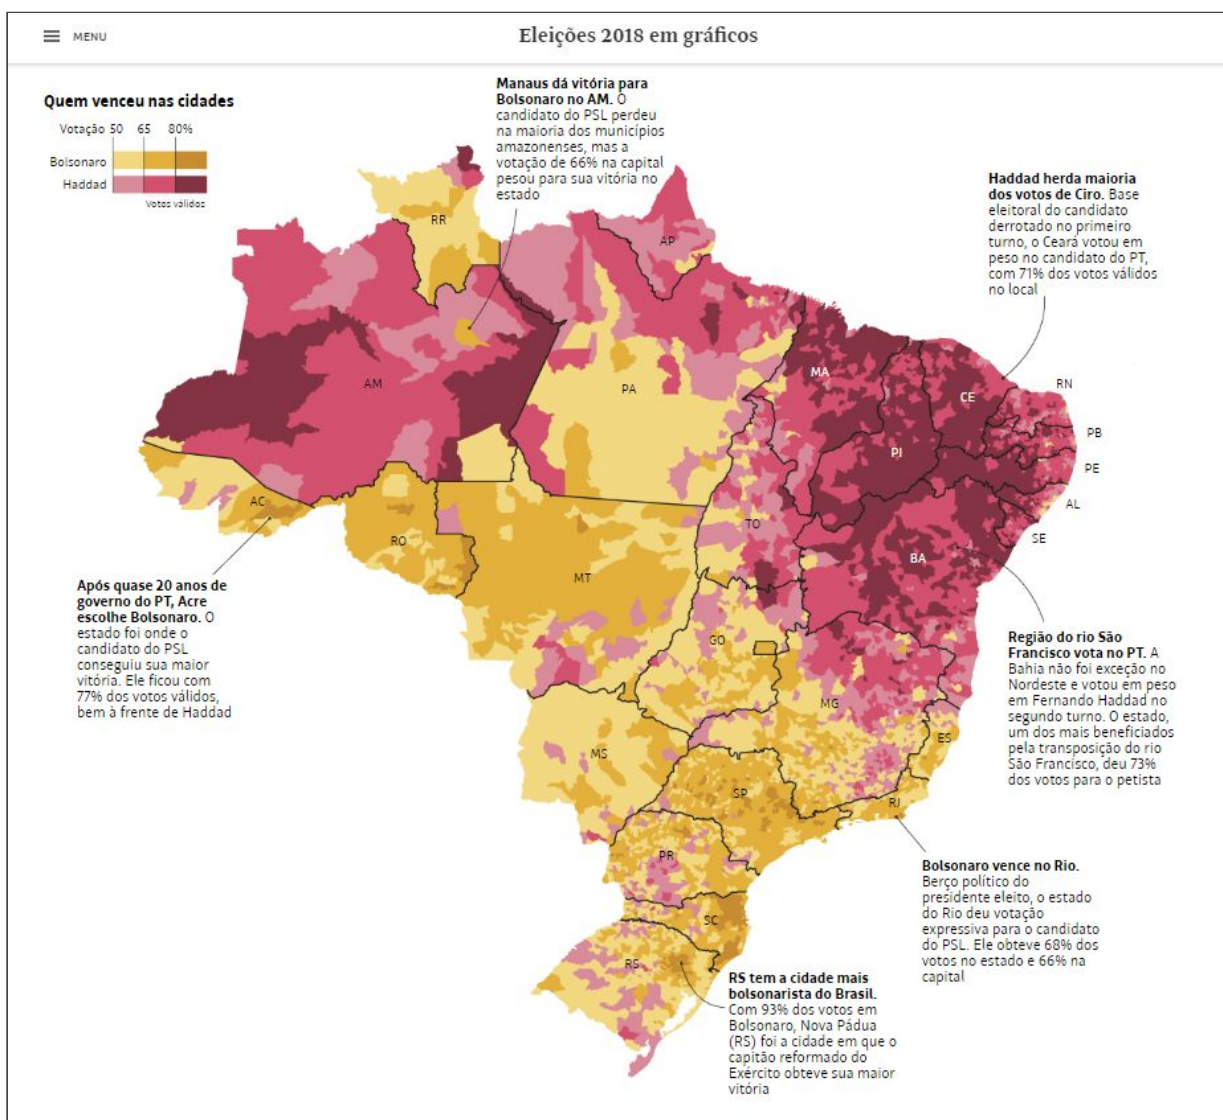 MENU
Eleições 2018 em gráficos
Quem venceu nas cidades
Votação 50 65 80%
Bolsonaro
Haddad
Votos válidos
Manaus dá vitória para
Bolsonaro no AM. O
candidato do PSL perdeu
na maioria dos municípios
amazonenses, mas a
votação de 66% na capital
pesou para sua vitória no
estado
Haddad herda maioria
dos votos de Ciro. Base
eleitoral do candidato
derrotado no primeiro
turno, o Ceará votou em
peso no candidato do PT,
com 71% dos votos válidos
no local
RR
AP
AM
PA
MA
CE
RN
PB
PE
AL
SE
PI
BA
TO
AC
RO
MT
GO
MG
ES
MS
SP
RJ
PR
SC
RS
Após quase 20 anos de
governo do PT, Acre
escolhe Bolsonaro. O
estado foi onde o
candidato do PSL
conseguiu sua maior
vitória. Ele ficou com
77% dos votos válidos,
bem à frente de Haddad
Região do rio São
Francisco vota no PT. A
Bahia não foi exceção no
Nordeste e votou em peso
em Fernando Haddad no
segundo turno. O estado,
um dos mais beneficiados
pela transposição do rio
São Francisco, deu 73%
dos votos para o petista
Bolsonaro vence no Rio.
Berço político do
presidente eleito, o estado
do Rio deu votação
expressiva para o candidato
do PSL. Ele obteve 68% dos
votos no estado e 66% na
capital
RS tem a cidade mais
bolsonarista do Brasil.
Com 93% dos votos em
Bolsonaro, Nova Pádua
(RS) foi a cidade em que o
capitão reformado do
Exército obteve sua maior
vitória